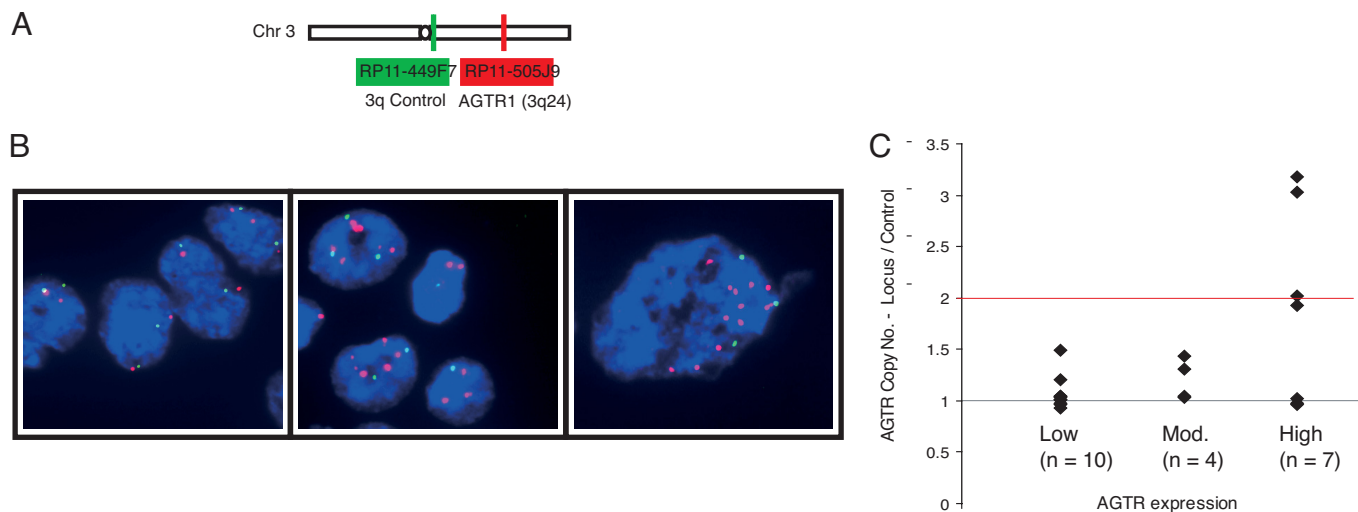 A
Chr 3
RP11-449F7 RP11-505J9
3q Control AGTR1 (3q24)
B
C
AGTR Copy No. - Locus / Control
3.5
3
2.5
2
1.5
1
0.5
0
Low Mod. High
(n = 10) (n = 4) (n = 7)
AGTR expression